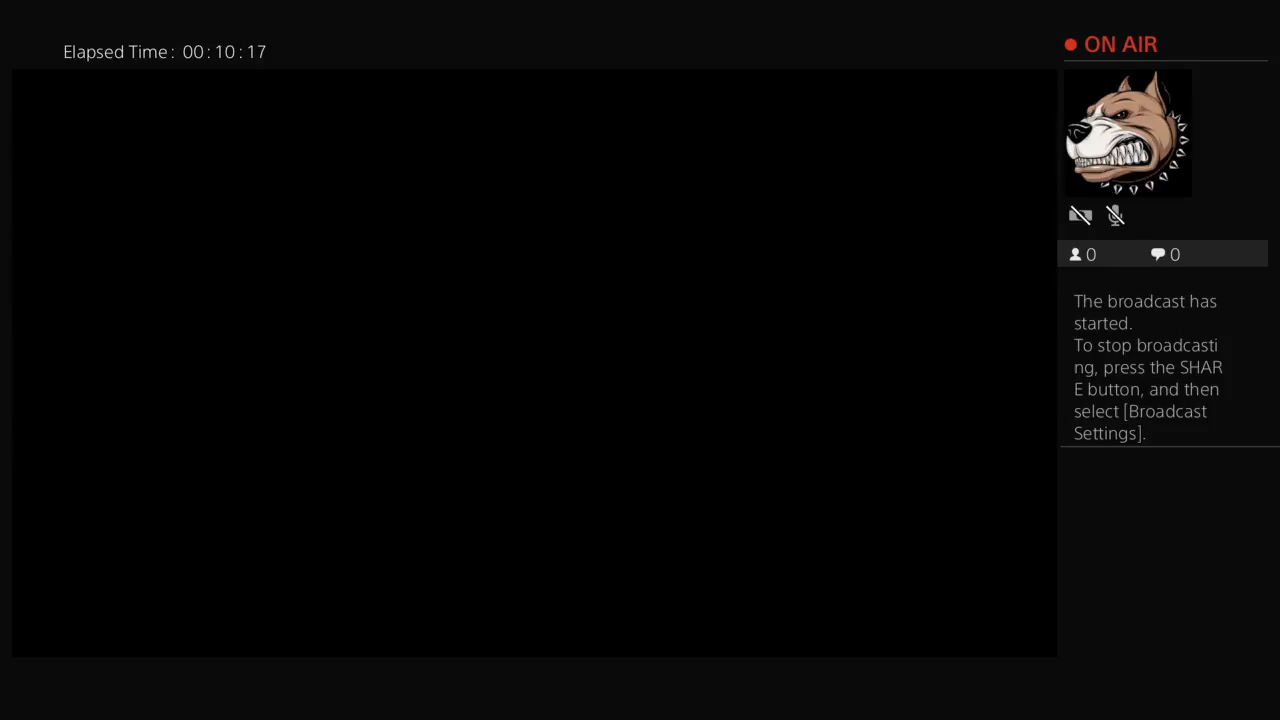 Elapsed Time: 00:10:17
ON AIR
0 0
The broadcast has
started.
To stop broadcasti
ng, press the SHAR
E button, and then
select [Broadcast
Settings].